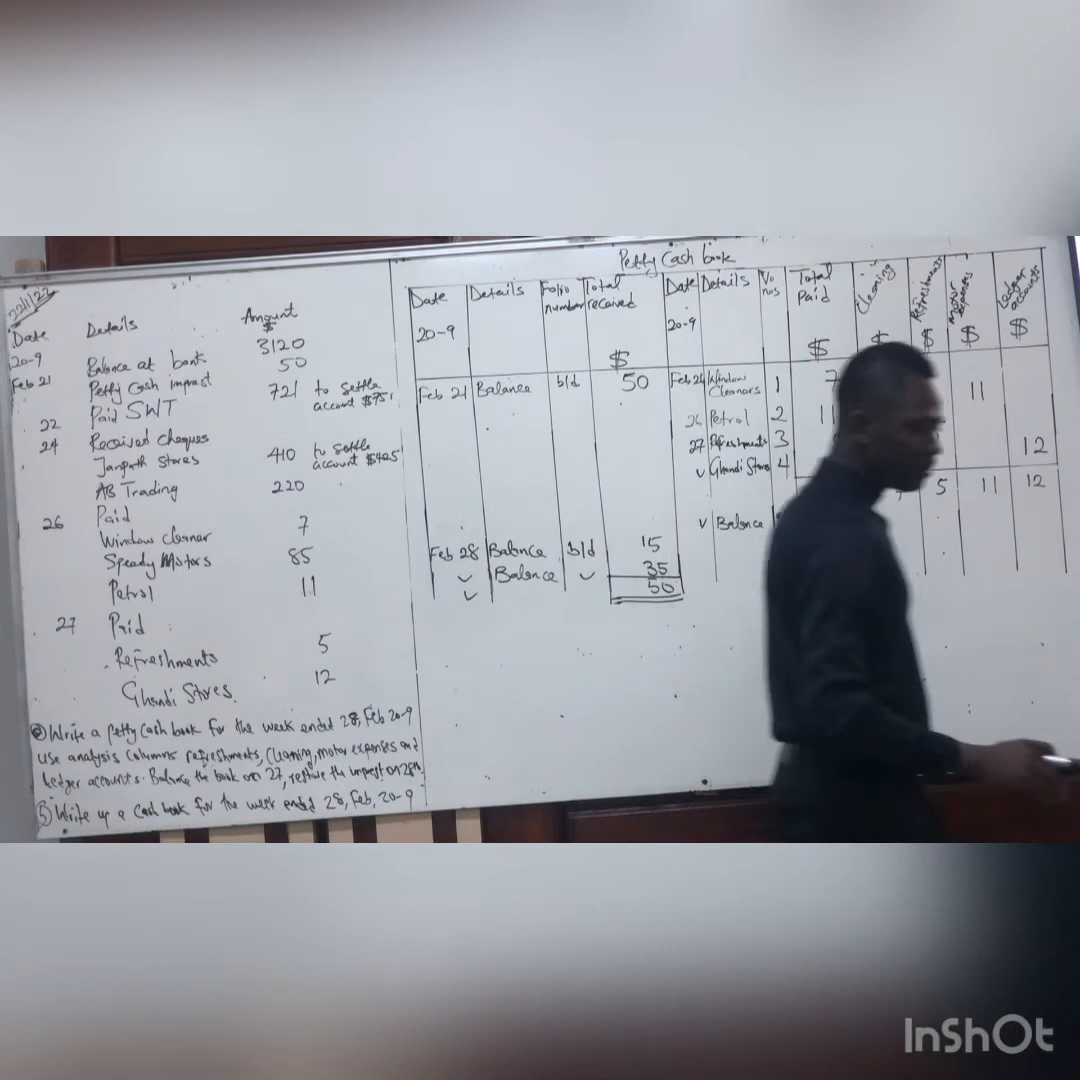 22/11/22
Date Details Amount
$
20-9
Feb 21 Balance at bank 3120
Petty Cash Imprest 50
22 Paid SWT 721 to settle
account
24 Received cheques
Janpath Stores 410 to settle
account
AB Trading 220
26 Paid
Window cleaner 7
Speedy Motors 85
Petrol 11
27 Paid
Refreshments 5
Ghandi Stores. 12
Write a petty cash book for the week ended 28, Feb 20-9
use analysis columns refreshments, cleaning, motor expenses and
ledger accounts. Balance the book on 27, restore the imprest on 28th.
Write up a cash book for the week ended 28, Feb, 20-9
Petty Cash book
Date Details Folio number Total received Date Details Vo nos Total Paid Cleaning Refreshments motor expenses Ledger accounts
20-9 20-9
$ $ $ $ $ $
Feb 21 Balance b/d 50 Window Cleaners 1 7 11
26 Petrol 2 11
27 Refreshments 3 12
Ghandi Stores 4 5 11 12
Balance
Feb 28 Balance b/d 15
Balance 35
50
InShOt